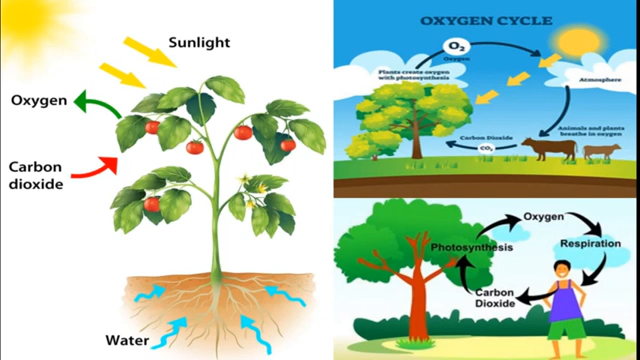 Sunlight
Oxygen
Carbon
dioxide
Water
OXYGEN CYCLE
O₂
Oxygen
Plants create oxygen
with photosynthesis
Atmosphere
Animals and plants
breathe in oxygen
Carbon Dioxide
CO₂
Oxygen
Photosynthesis
Respiration
Carbon
Dioxide